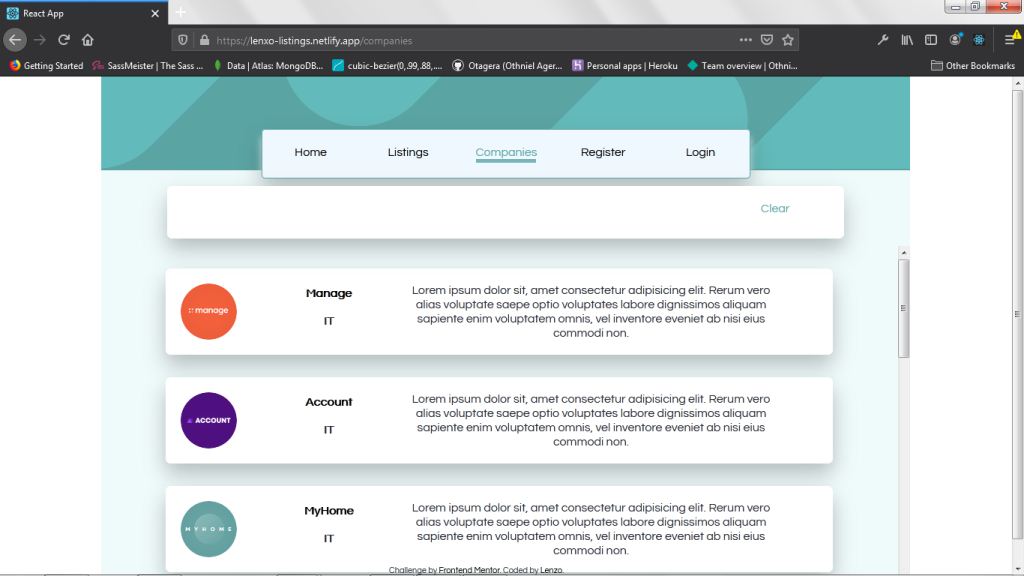 React App
https://lenxo-listings.netlify.app/companies
Getting Started SassMeister | The Sass ... Data | Atlas: MongoDB... cubic-bezier(0,.99,.88,.... Otagera (Othniel Ager... Personal apps | Heroku Team overview | Othni... Other Bookmarks
Home Listings Companies Register Login
Clear
manage
Manage
IT
Lorem ipsum dolor sit, amet consectetur adipisicing elit. Rerum vero
alias voluptate saepe optio voluptates labore dignissimos aliquam
sapiente enim voluptatem omnis, vel inventore eveniet ab nisi eius
commodi non.
ACCOUNT
Account
IT
Lorem ipsum dolor sit, amet consectetur adipisicing elit. Rerum vero
alias voluptate saepe optio voluptates labore dignissimos aliquam
sapiente enim voluptatem omnis, vel inventore eveniet ab nisi eius
commodi non.
MYHOME
MyHome
IT
Lorem ipsum dolor sit, amet consectetur adipisicing elit. Rerum vero
alias voluptate saepe optio voluptates labore dignissimos aliquam
sapiente enim voluptatem omnis, vel inventore eveniet ab nisi eius
commodi non.
Challenge by Frontend Mentor. Coded by Lenzo.